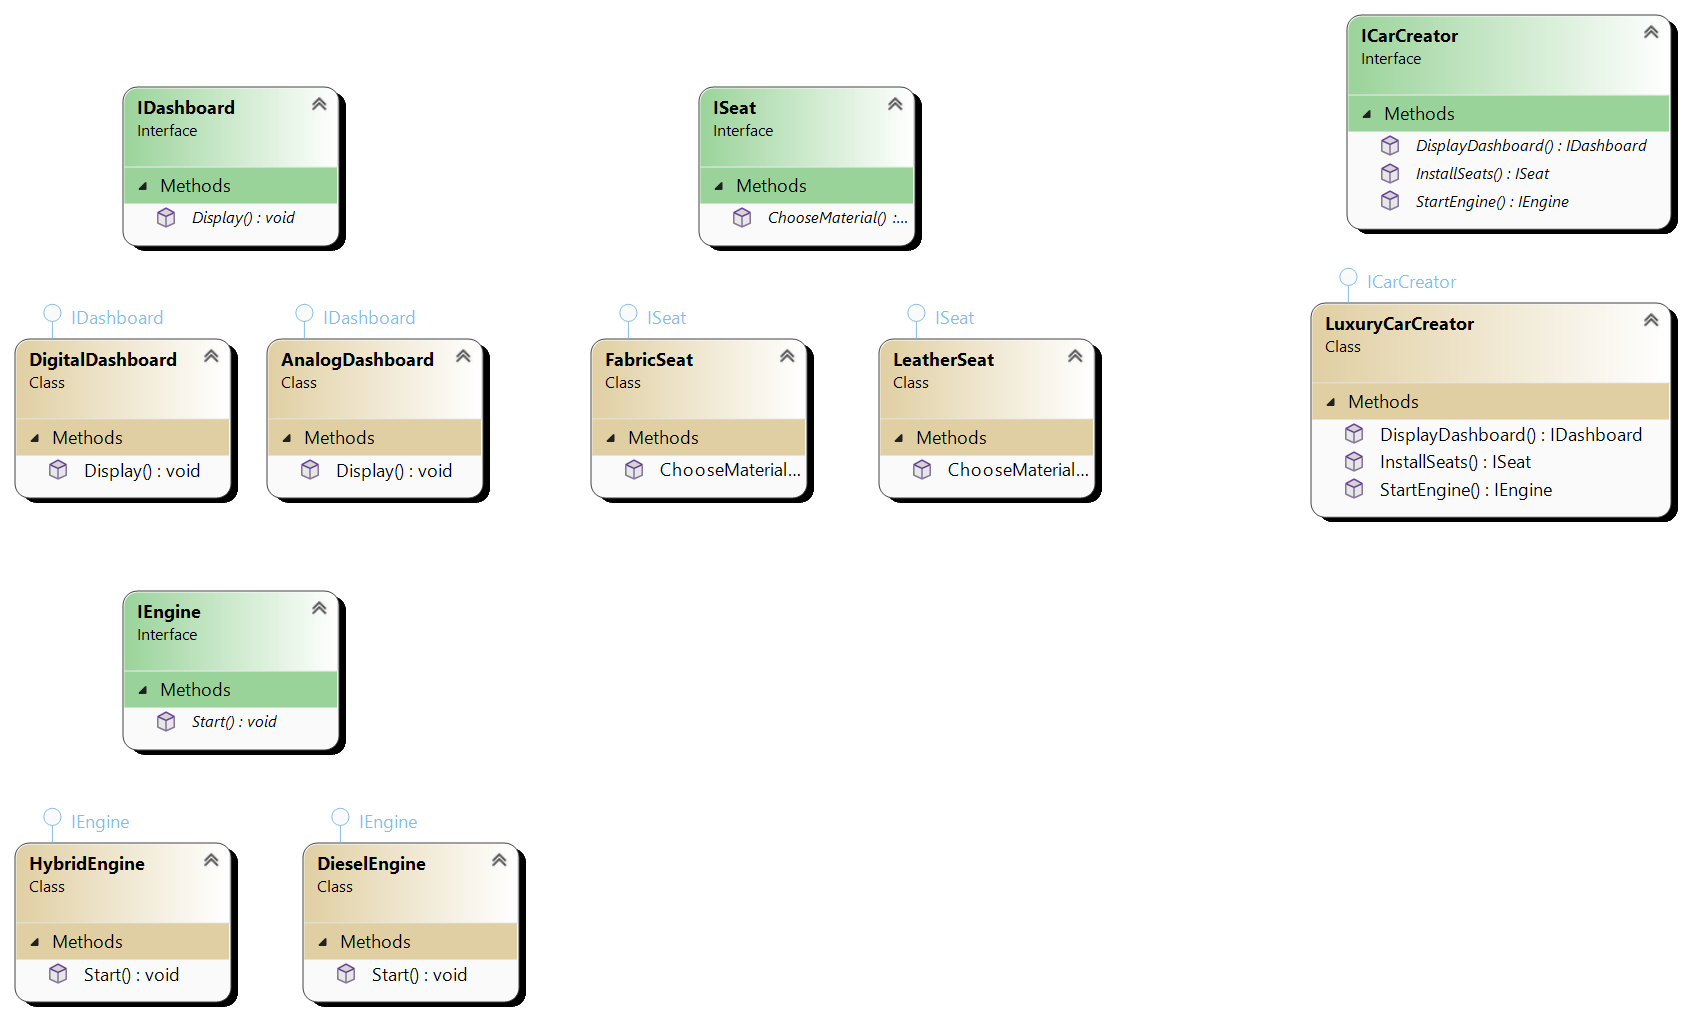 IDashboard
Interface
Methods
Display() : void
ISeat
Interface
Methods
ChooseMaterial() :...
ICarCreator
Interface
Methods
DisplayDashboard() : IDashboard
InstallSeats() : ISeat
StartEngine() : IEngine
IDashboard
DigitalDashboard
Class
Methods
Display() : void
IDashboard
AnalogDashboard
Class
Methods
Display() : void
ISeat
FabricSeat
Class
Methods
ChooseMaterial...
ISeat
LeatherSeat
Class
Methods
ChooseMaterial...
ICarCreator
LuxuryCarCreator
Class
Methods
DisplayDashboard() : IDashboard
InstallSeats() : ISeat
StartEngine() : IEngine
IEngine
Interface
Methods
Start() : void
IEngine
HybridEngine
Class
Methods
Start() : void
IEngine
DieselEngine
Class
Methods
Start() : void